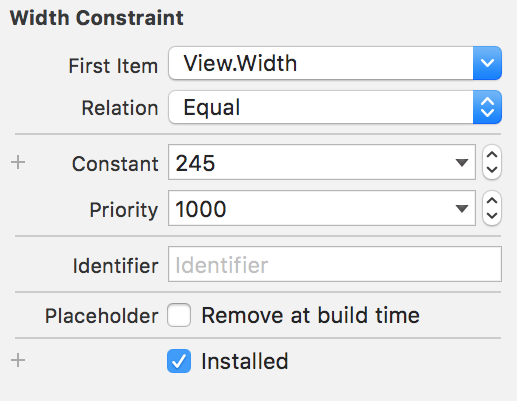 Width Constraint
First Item View.Width
Relation Equal
Constant 245
Priority 1000
Identifier Identifier
Placeholder Remove at build time
Installed